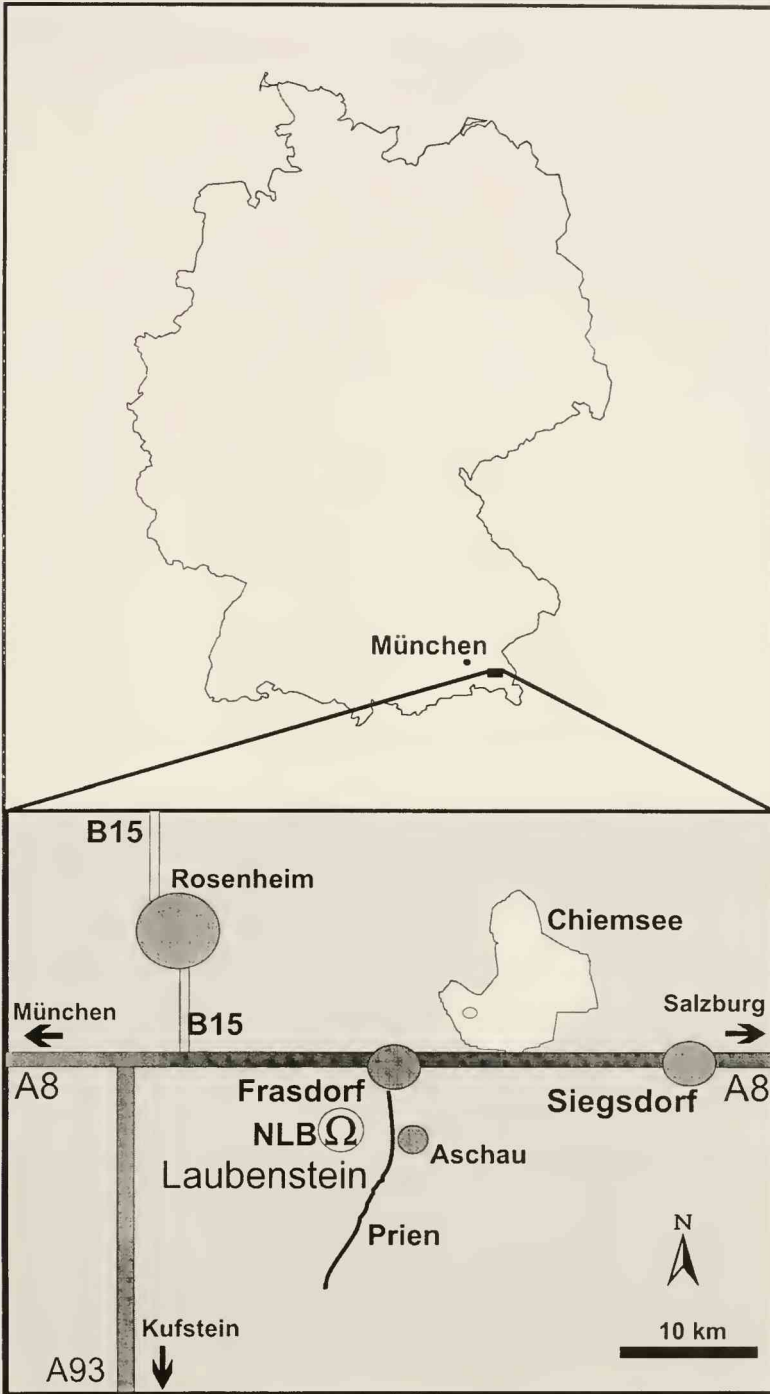 München
B15
Rosenheim
Chiemsee
München
Salzburg
B15
A8
Frasdorf
Siegsdorf
A8
NLB Ω
Aschau
Laubenstein
Prien
N
Kufstein
10 km
A93